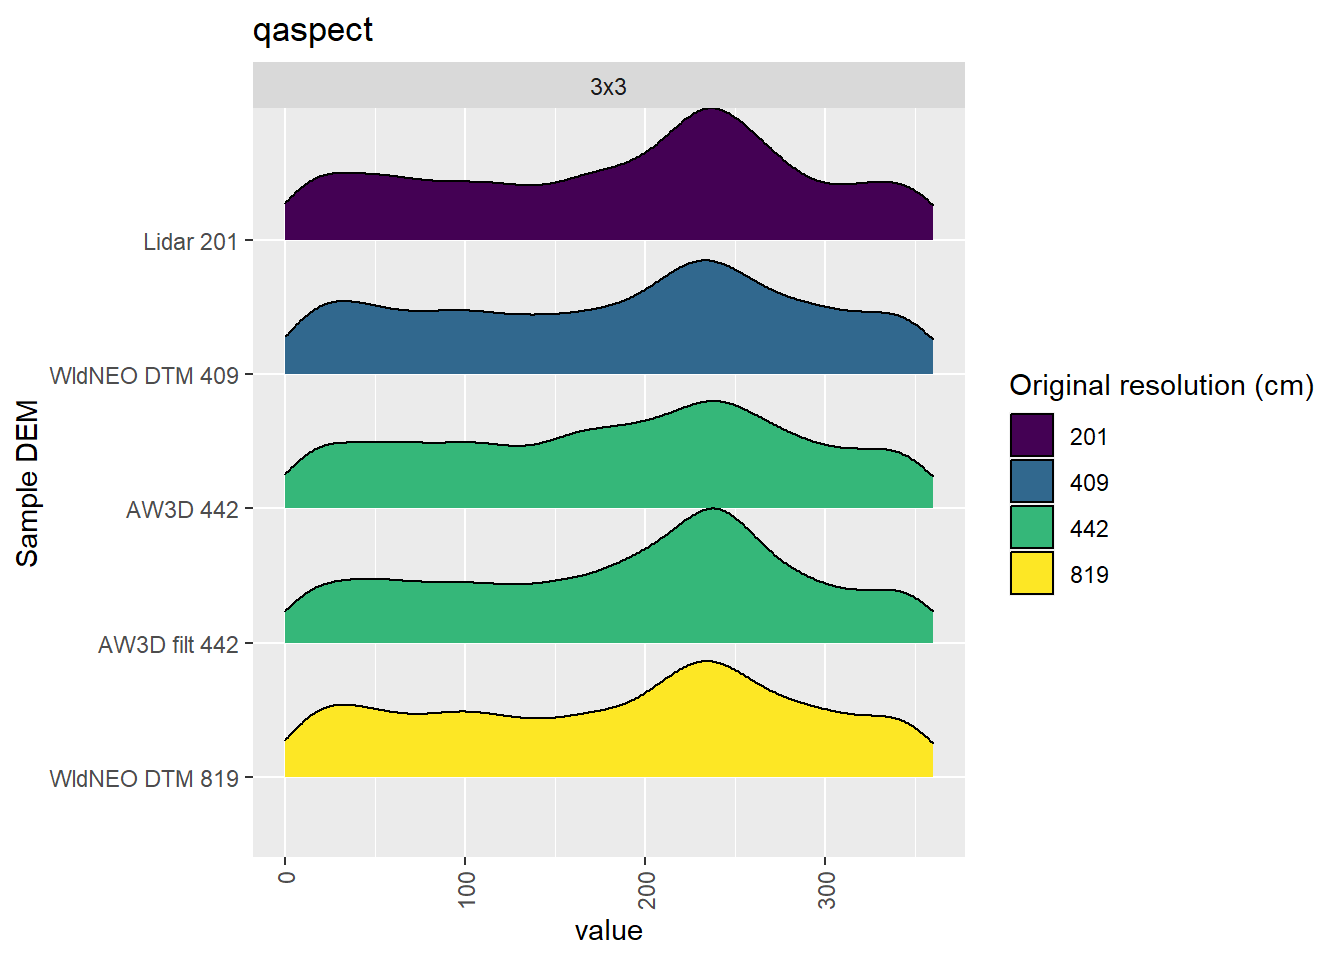 qaspect
3x3
Lidar 201
WldNEO DTM 409
AW3D 442
AW3D filt 442
WldNEO DTM 819
Sample DEM
0
100
200
300
value
Original resolution (cm)
201
409
442
819